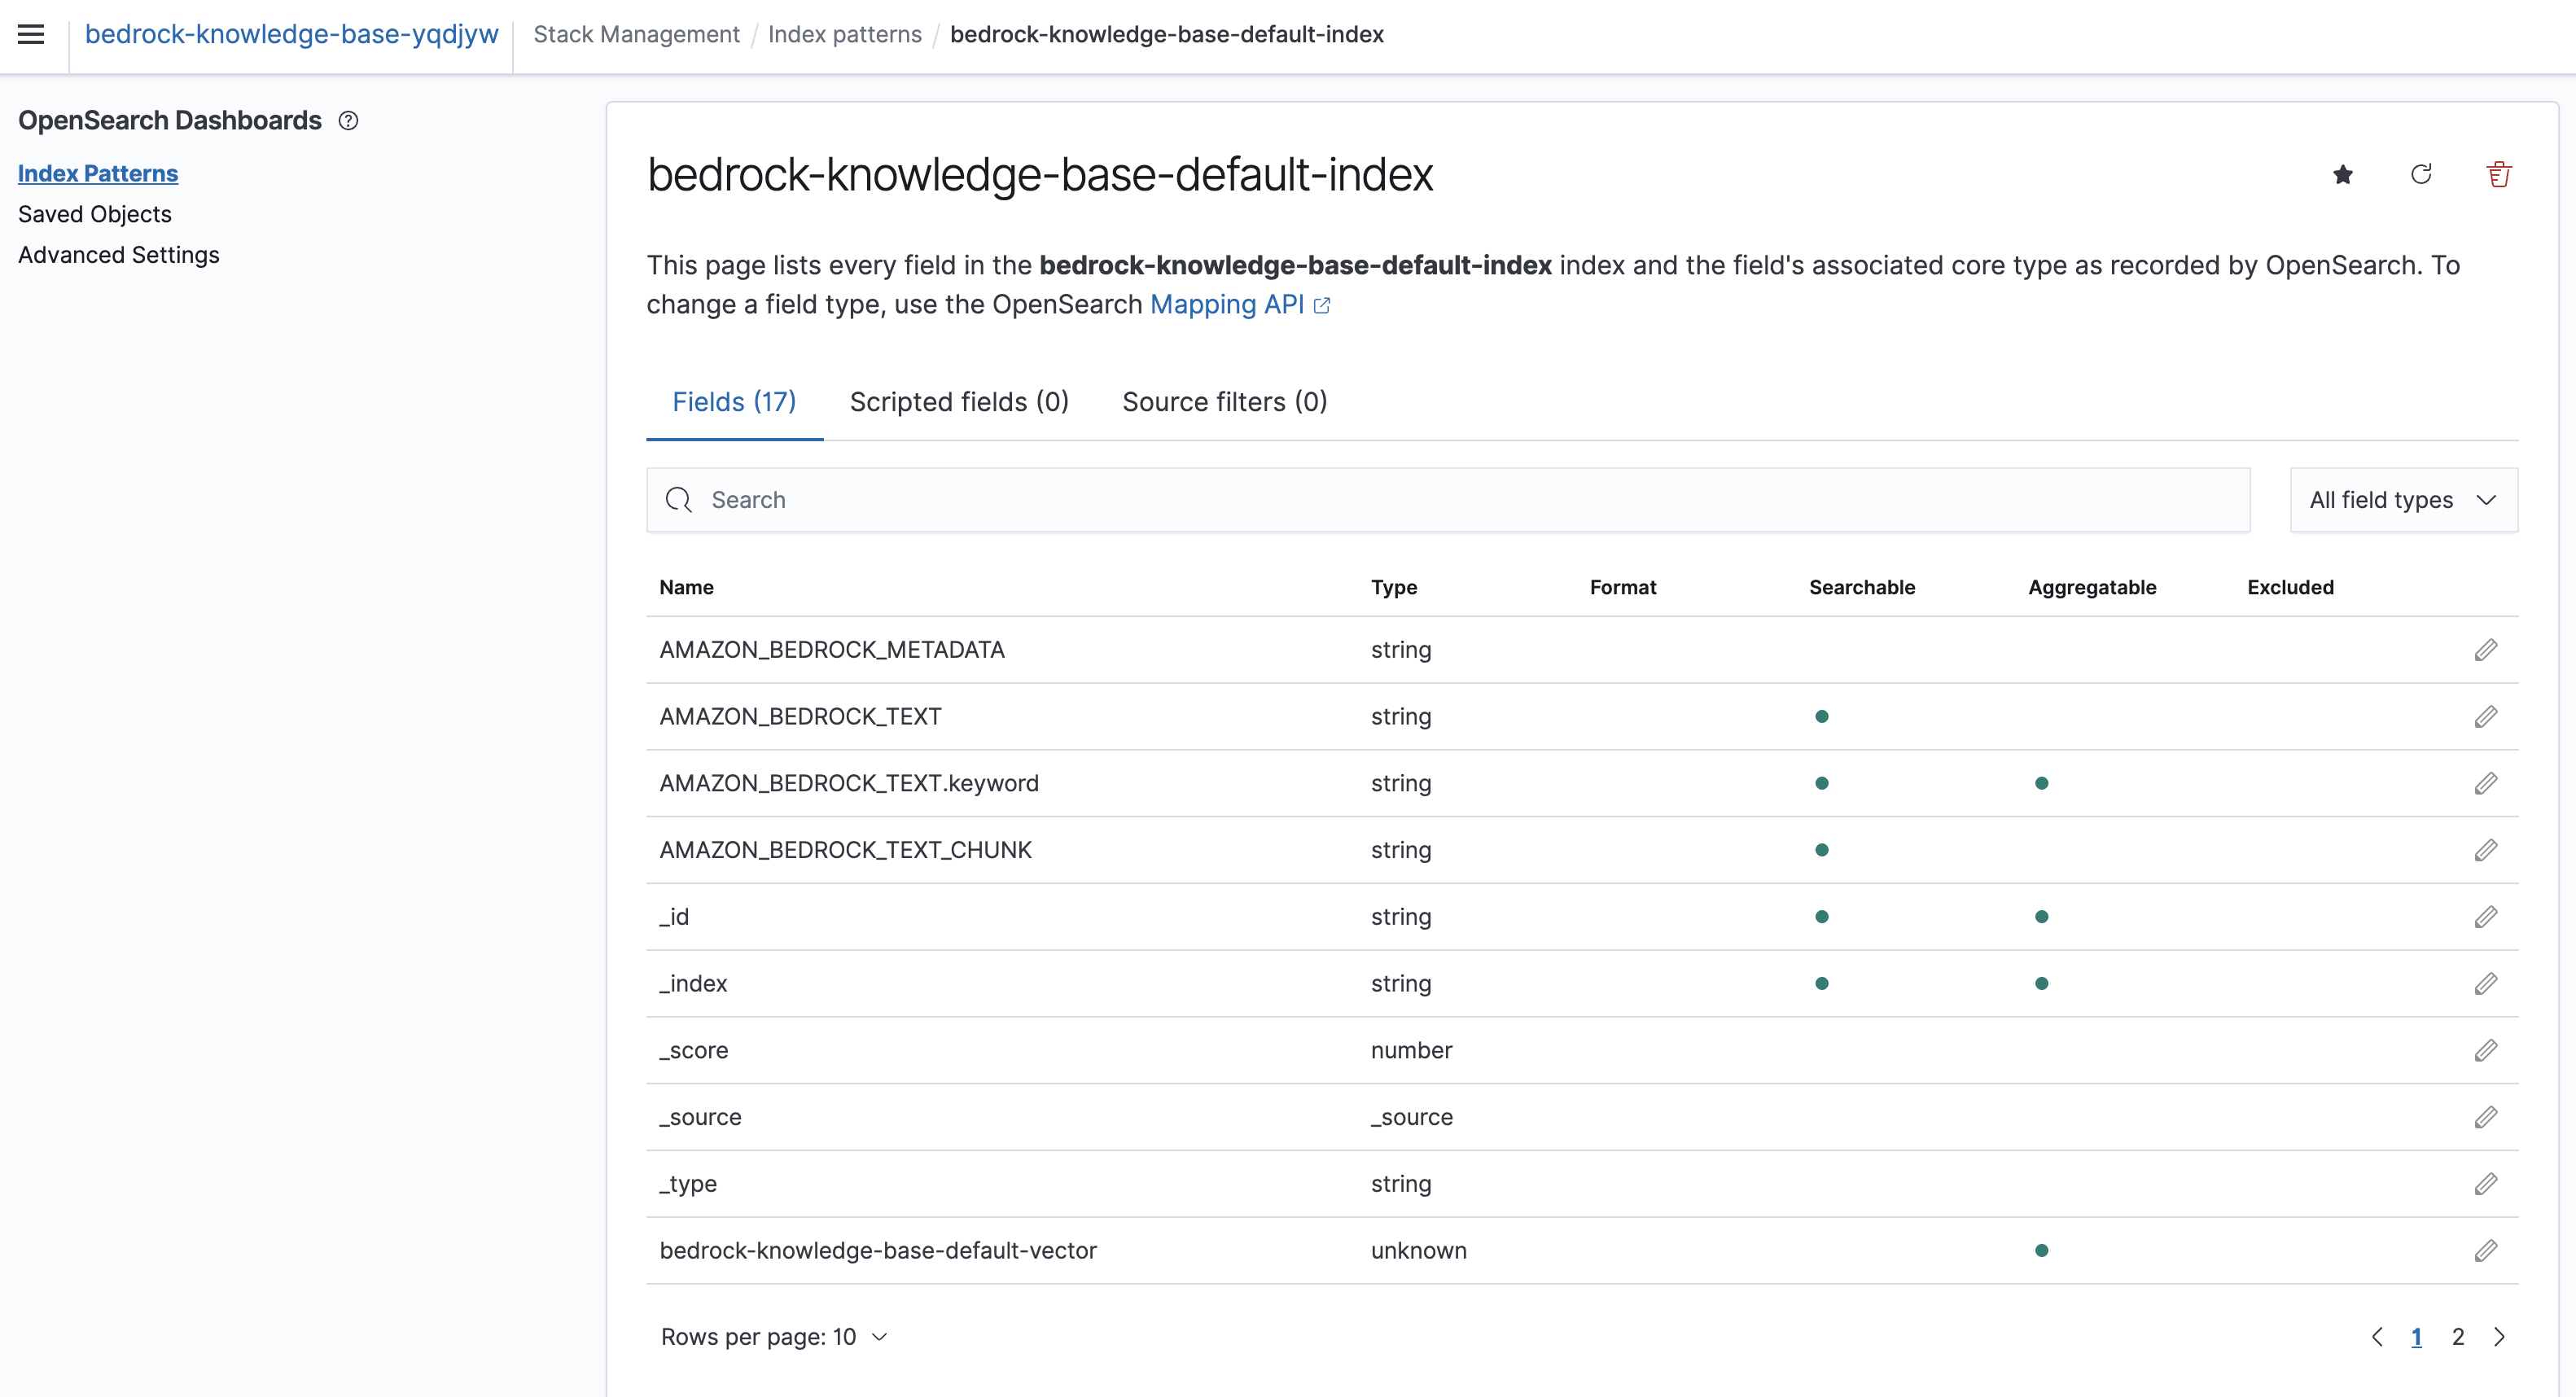 bedrock-knowledge-base-yqdjyw Stack Management / Index patterns / bedrock-knowledge-base-default-index
OpenSearch Dashboards
Index Patterns
Saved Objects
Advanced Settings
bedrock-knowledge-base-default-index
This page lists every field in the bedrock-knowledge-base-default-index index and the field's associated core type as recorded by OpenSearch. To
change a field type, use the OpenSearch Mapping API
Fields (17) Scripted fields (0) Source filters (0)
Search All field types
Name Type Format Searchable Aggregatable Excluded
AMAZON_BEDROCK_METADATA string
AMAZON_BEDROCK_TEXT string
AMAZON_BEDROCK_TEXT.keyword string
AMAZON_BEDROCK_TEXT_CHUNK string
_id string
_index string
_score number
_source _source
_type string
bedrock-knowledge-base-default-vector unknown
Rows per page: 10 1 2